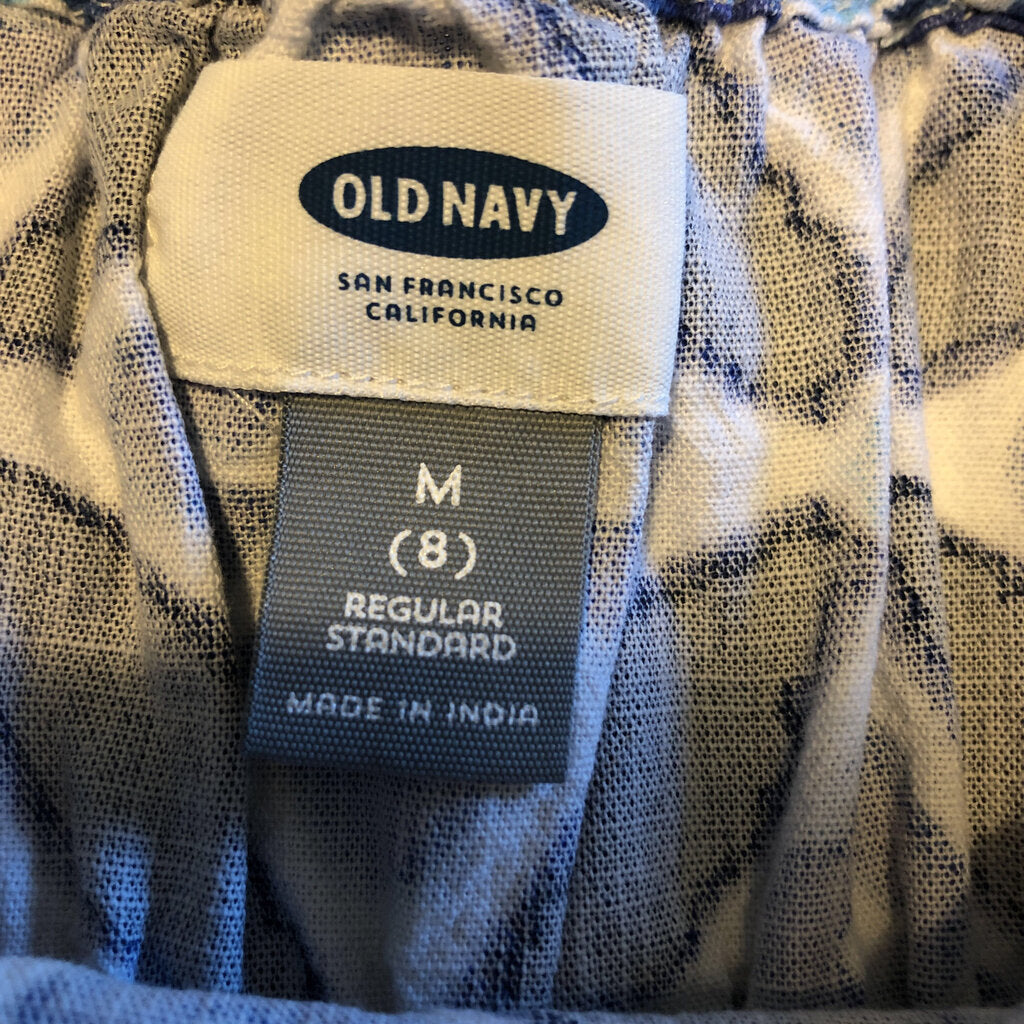 OLD NAVY
SAN FRANCISCO
CALIFORNIA
M
(8)
REGULAR
STANDARD
MADE IN INDIA